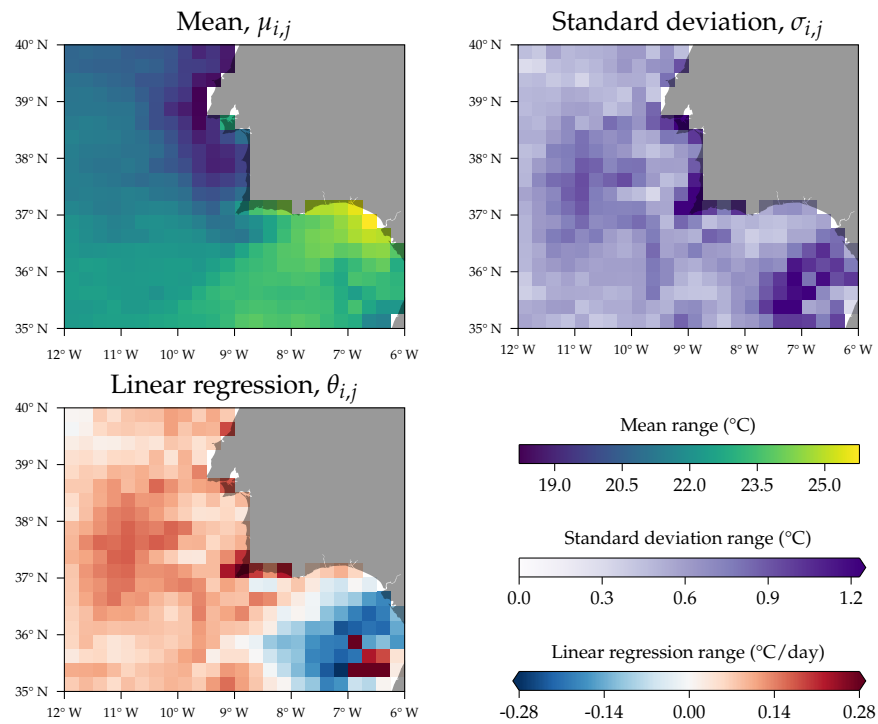 Mean, μi,j
Standard deviation, σi,j
40° N
39° N
38° N
37° N
36° N
35° N
12° W 11° W 10° W 9° W 8° W 7° W 6° W
40° N
39° N
38° N
37° N
36° N
35° N
12° W 11° W 10° W 9° W 8° W 7° W 6° W
Linear regression, θi,j
40° N
39° N
38° N
37° N
36° N
35° N
12° W 11° W 10° W 9° W 8° W 7° W 6° W
Mean range (°C)
19.0 20.5 22.0 23.5 25.0
Standard deviation range (°C)
0.0 0.3 0.6 0.9 1.2
Linear regression range (°C/day)
-0.28 -0.14 0.00 0.14 0.28